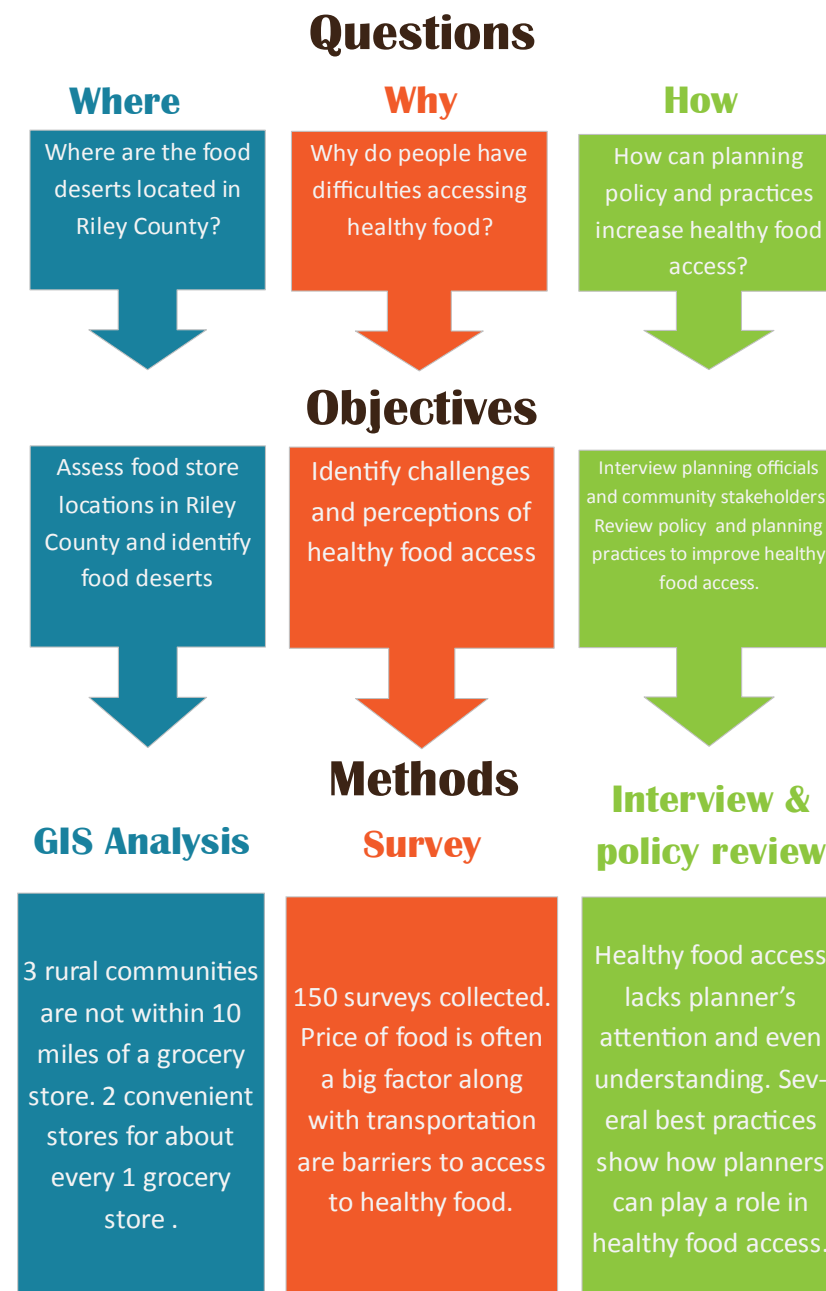 Questions
Where
Why
How
Where are the food
deserts located in
Riley County?
Why do people have
difficulties accessing
healthy food?
How can planning
policy and practices
increase healthy food
access?
Objectives
Assess food store
locations in Riley
County and identify
food deserts
Identify challenges
and perceptions of
healthy food access
Interview planning officials
and community stakeholders
Review policy and planning
practices to improve healthy
food access.
Methods
GIS Analysis
Survey
Interview &
policy review
3 rural communities
are not within 10
miles of a grocery
store. 2 convenient
stores for about
every 1 grocery
store .
150 surveys collected.
Price of food is often
a big factor along
with transportation
are barriers to access
to healthy food.
Healthy food access
lacks planner’s
attention and even
understanding. Sev-
eral best practices
show how planners
can play a role in
healthy food access.